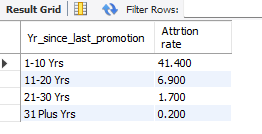 Result Grid Filter Rows:
Yr_since_last_promotion Attrtion rate
1-10 Yrs 41.400
11-20 Yrs 6.900
21-30 Yrs 1.700
31 Plus Yrs 0.200